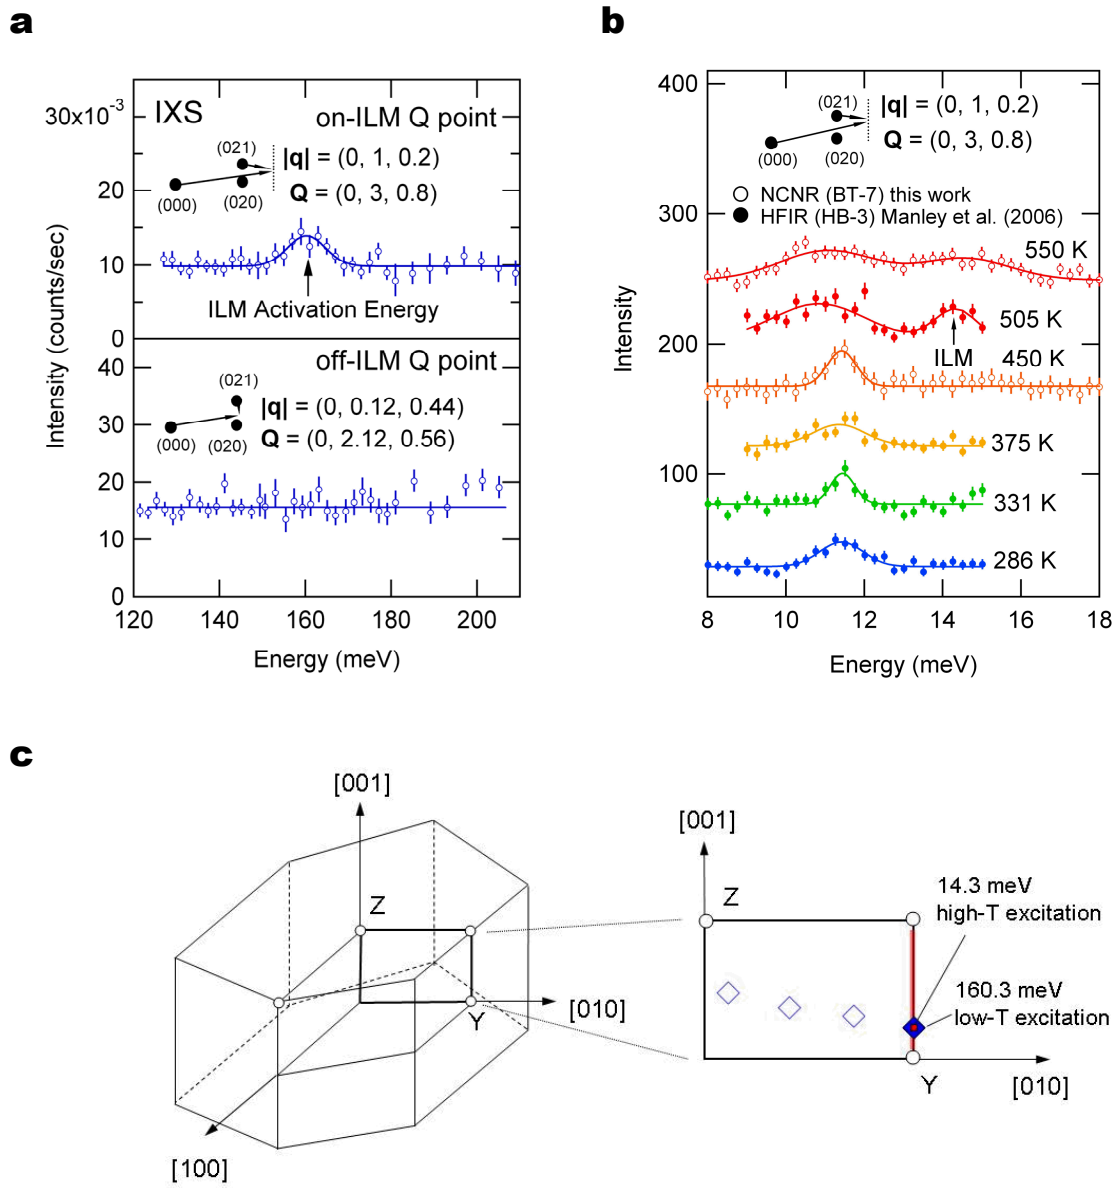 a
IXS
on-ILM Q point
(021)
(000)
(020)
|q| = (0, 1, 0.2)
Q = (0, 3, 0.8)
ILM Activation Energy
30x10-3
20
10
0
off-ILM Q point
(021)
(000)
(020)
|q| = (0, 0.12, 0.44)
Q = (0, 2.12, 0.56)
40
30
20
10
0
120
140
160
180
200
Energy (meV)
Intensity (counts/sec)
b
(021)
(000)
(020)
|q| = (0, 1, 0.2)
Q = (0, 3, 0.8)
NCNR (BT-7) this work
HFIR (HB-3) Manley et al. (2006)
550 K
505 K
ILM
450 K
375 K
331 K
286 K
400
300
200
100
8
10
12
14
16
18
Energy (meV)
Intensity
c
[001]
Z
[010]
Y
[100]
[001]
Z
14.3 meV
high-T excitation
160.3 meV
low-T excitation
Y
[010]